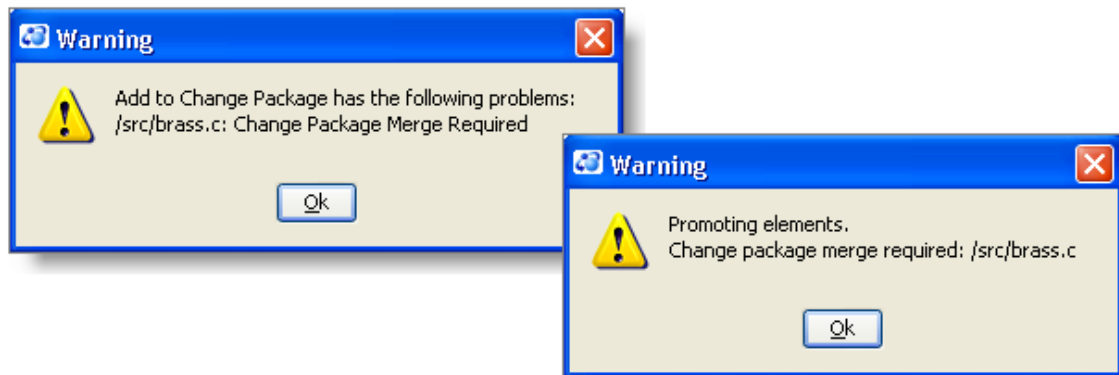 Warning
Add to Change Package has the following problems:
/src/brass.c: Change Package Merge Required
Ok
Warning
Promoting elements.
Change package merge required: /src/brass.c
Ok